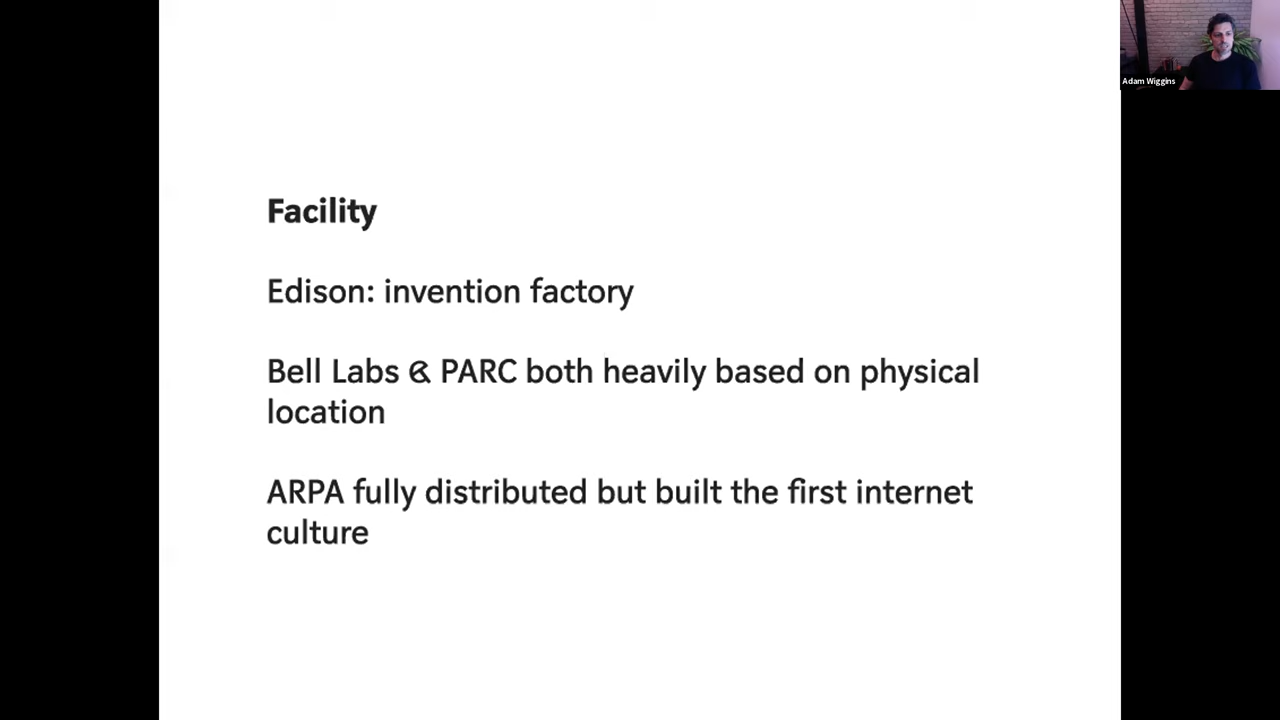 Adam Wiggins
Facility
Edison: invention factory
Bell Labs & PARC both heavily based on physical
location
ARPA fully distributed but built the first internet
culture